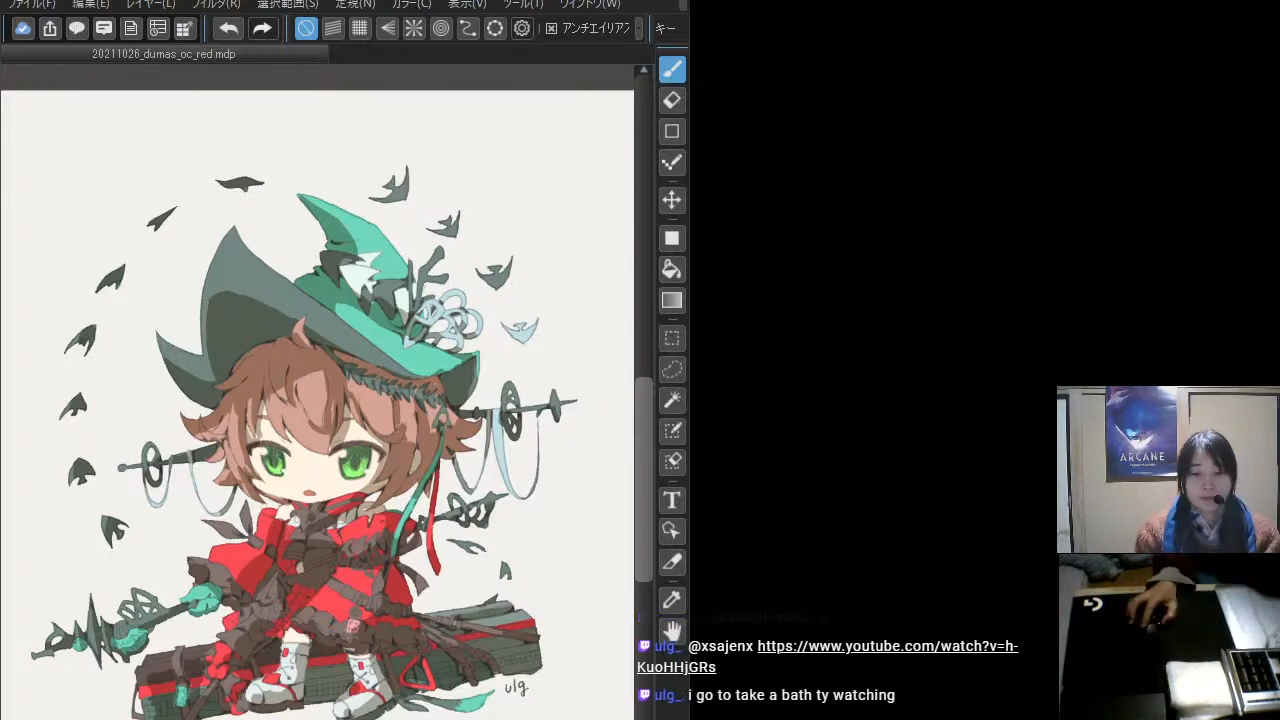 ファイル(F) 編集(E) レイヤー(L) フィルタ(R) 選択範囲(S) 定規(N) カラー(C) 表示(V) ツール(T) ウインドウ(W)
アンチエイリアス
キー
20211026_dumas_oc_red.mdp
ARCANE
ulg_: @xsajenx https://www.youtube.com/watch?v=h-
KuoHHjGRs
ulg_: i go to take a bath ty watching
ulg